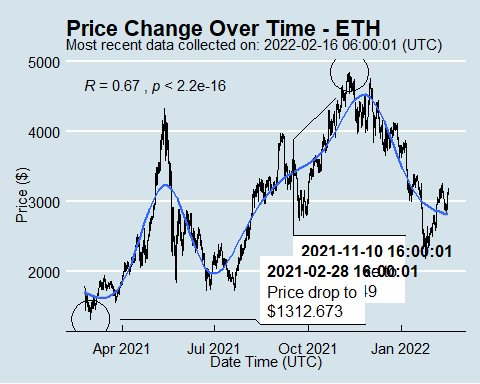 Price Change Over Time - ETH
Most recent data collected on: 2022-02-16 06:00:01 (UTC)
R = 0.67 , p < 2.2e-16
5000
4000
3000
2000
Price ($)
2021-11-10 16:00:01
2021-02-28 16:00:01
Price drop to
49
$1312.673
Apr 2021
Jul 2021
Oct 2021
Jan 2022
Date Time (UTC)